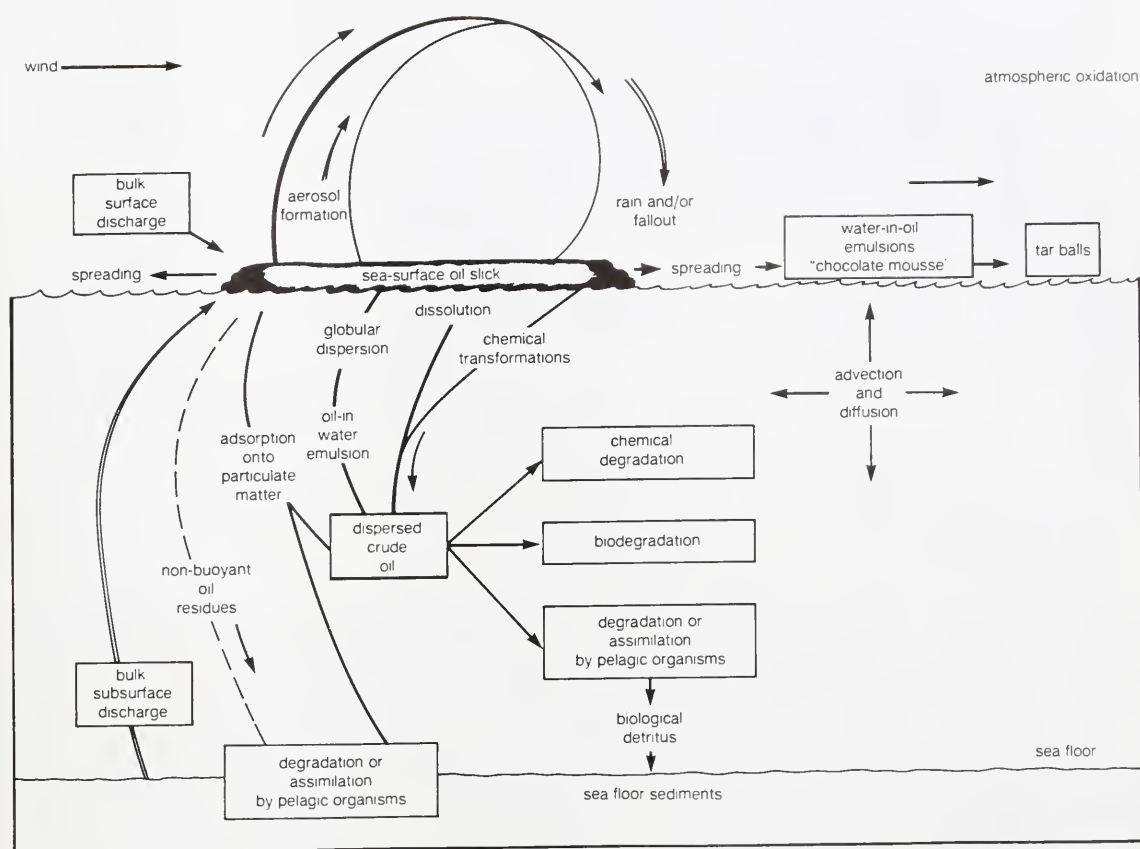 wind
atmospheric oxidation
bulk
surface
discharge
aerosol
formation
rain and/or
fallout
water-in-oil
emulsions
"chocolate mousse'
tar balls
spreading
sea-surface oil slick
spreading
globular
dispersion
dissolution
chemical
transformations
advection
and
diffusion
adsorption
onto
particulate
matter
oil-in
water
emulsion
chemical
degradation
dispersed
crude
oil
biodegradation
non-buoyant
oil
residues
degradation or
assimilation
by pelagic organisms
bulk
subsurface
discharge
biological
detritus
sea floor
degradation or
assimilation
by pelagic organisms
sea floor sediments